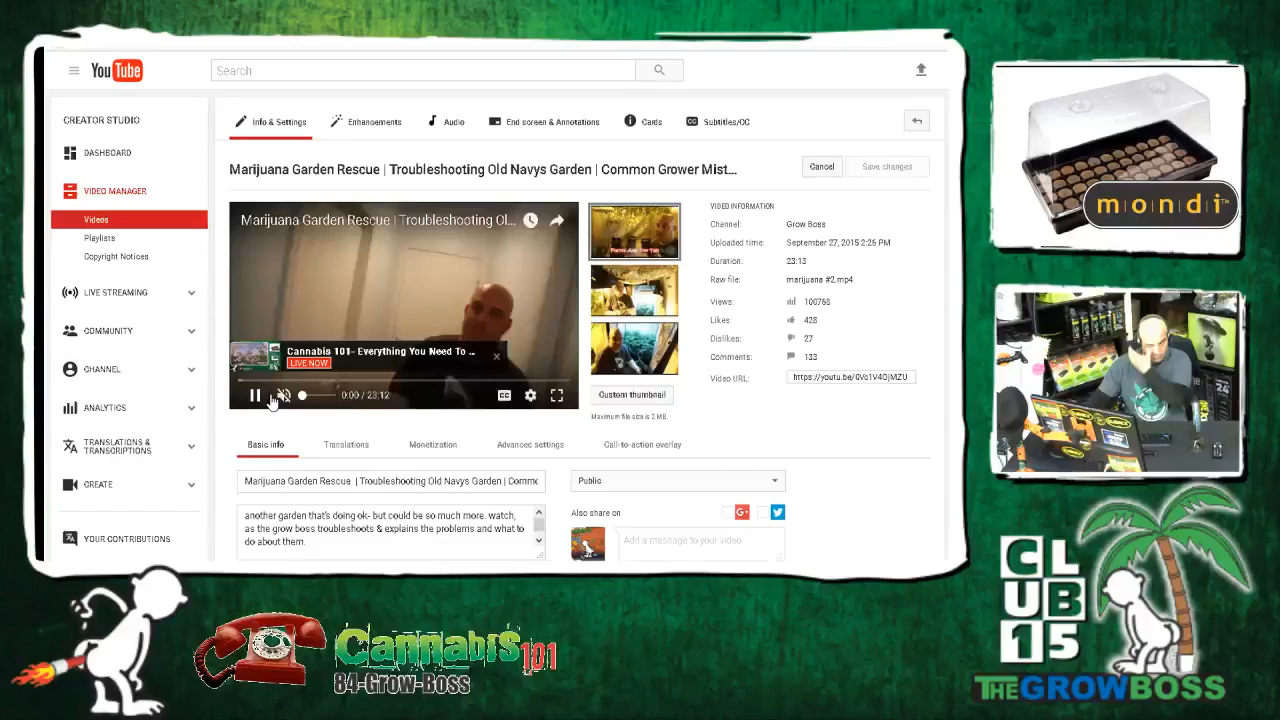 YouTube
Search
CREATOR STUDIO
DASHBOARD
VIDEO MANAGER
Videos
Playlists
Copyright Notices
LIVE STREAMING
COMMUNITY
CHANNEL
ANALYTICS
TRANSLATIONS &
TRANSCRIPTIONS
CREATE
YOUR CONTRIBUTIONS
Info & Settings
Enhancements
Audio
End screen & Annotations
Cards
CC
Subtitles/CC
Marijuana Garden Rescue | Troubleshooting Old Navys Garden | Common Grower Mist...
Cancel
Save changes
Marijuana Garden Rescue | Troubleshooting Ol...
Cannabis 101- Everything You Need To ...
LIVE NOW
0:00 / 23:12
CC
Custom thumbnail
Maximum file size is 2 MB.
VIDEO INFORMATION
Channel: Grow Boss
Uploaded time: September 27, 2015 2:26 PM
Duration: 23:13
Raw file: marijuana #2.mp4
Views: 100768
Likes: 428
Dislikes: 27
Comments: 133
Video URL:
Basic info
Translations
Monetization
Advanced settings
Call-to-action overlay
Marijuana Garden Rescue | Troubleshooting Old Navys Garden | Comm
another garden that's doing ok- but could be so much more. watch,
as the grow boss troubleshoots & explains the problems and what to
do about them.
Public
Also share on
G+
Add a message to your video
mondi™
CLUB
15
THEGROWBOSS
Cannabis 101
84-Grow-Boss